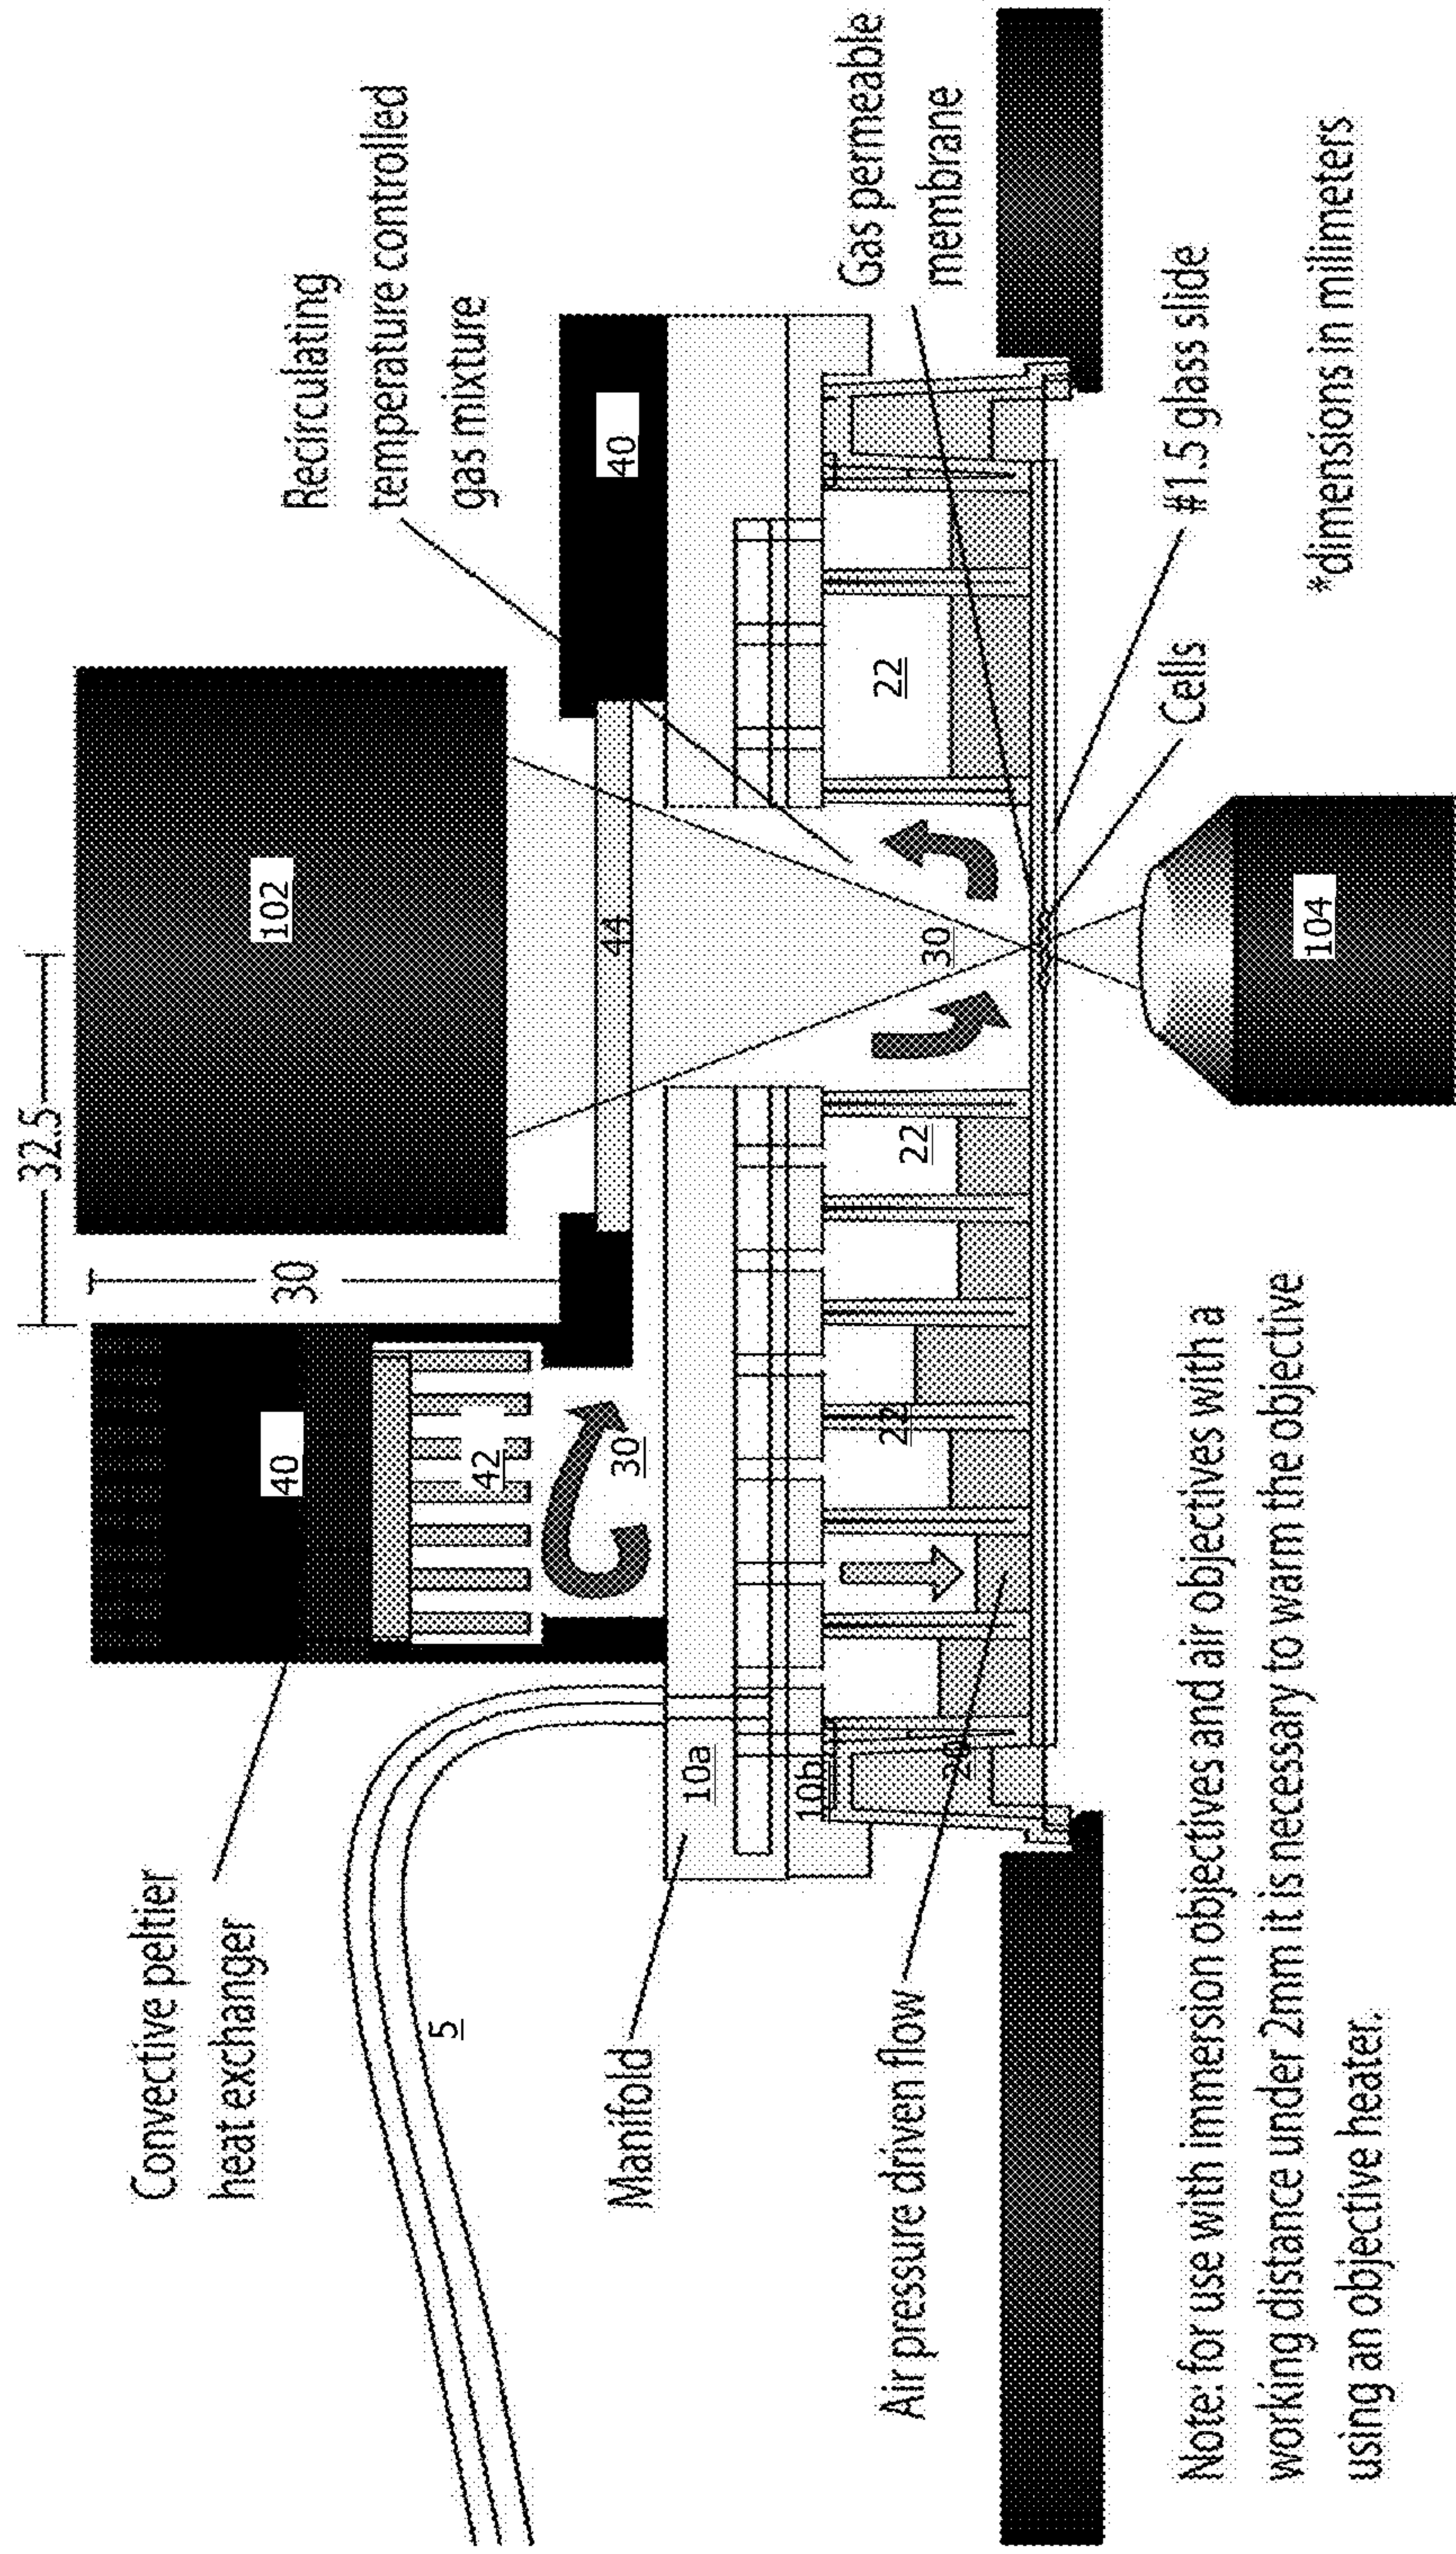 32.5
30
Convective peltier
heat exchanger
Recirculating
temperature controlled
gas mixture
102
40
42
30
44
40
5
Manifold
10a
10b
22
22
22
30
Gas permeable
membrane
Air pressure driven flow
#1.5 glass slide
Cells
104
*dimensions in milimeters
Note: for use with immersion objectives and air objectives with a
working distance under 2mm it is necessary to warm the objective
using an objective heater.